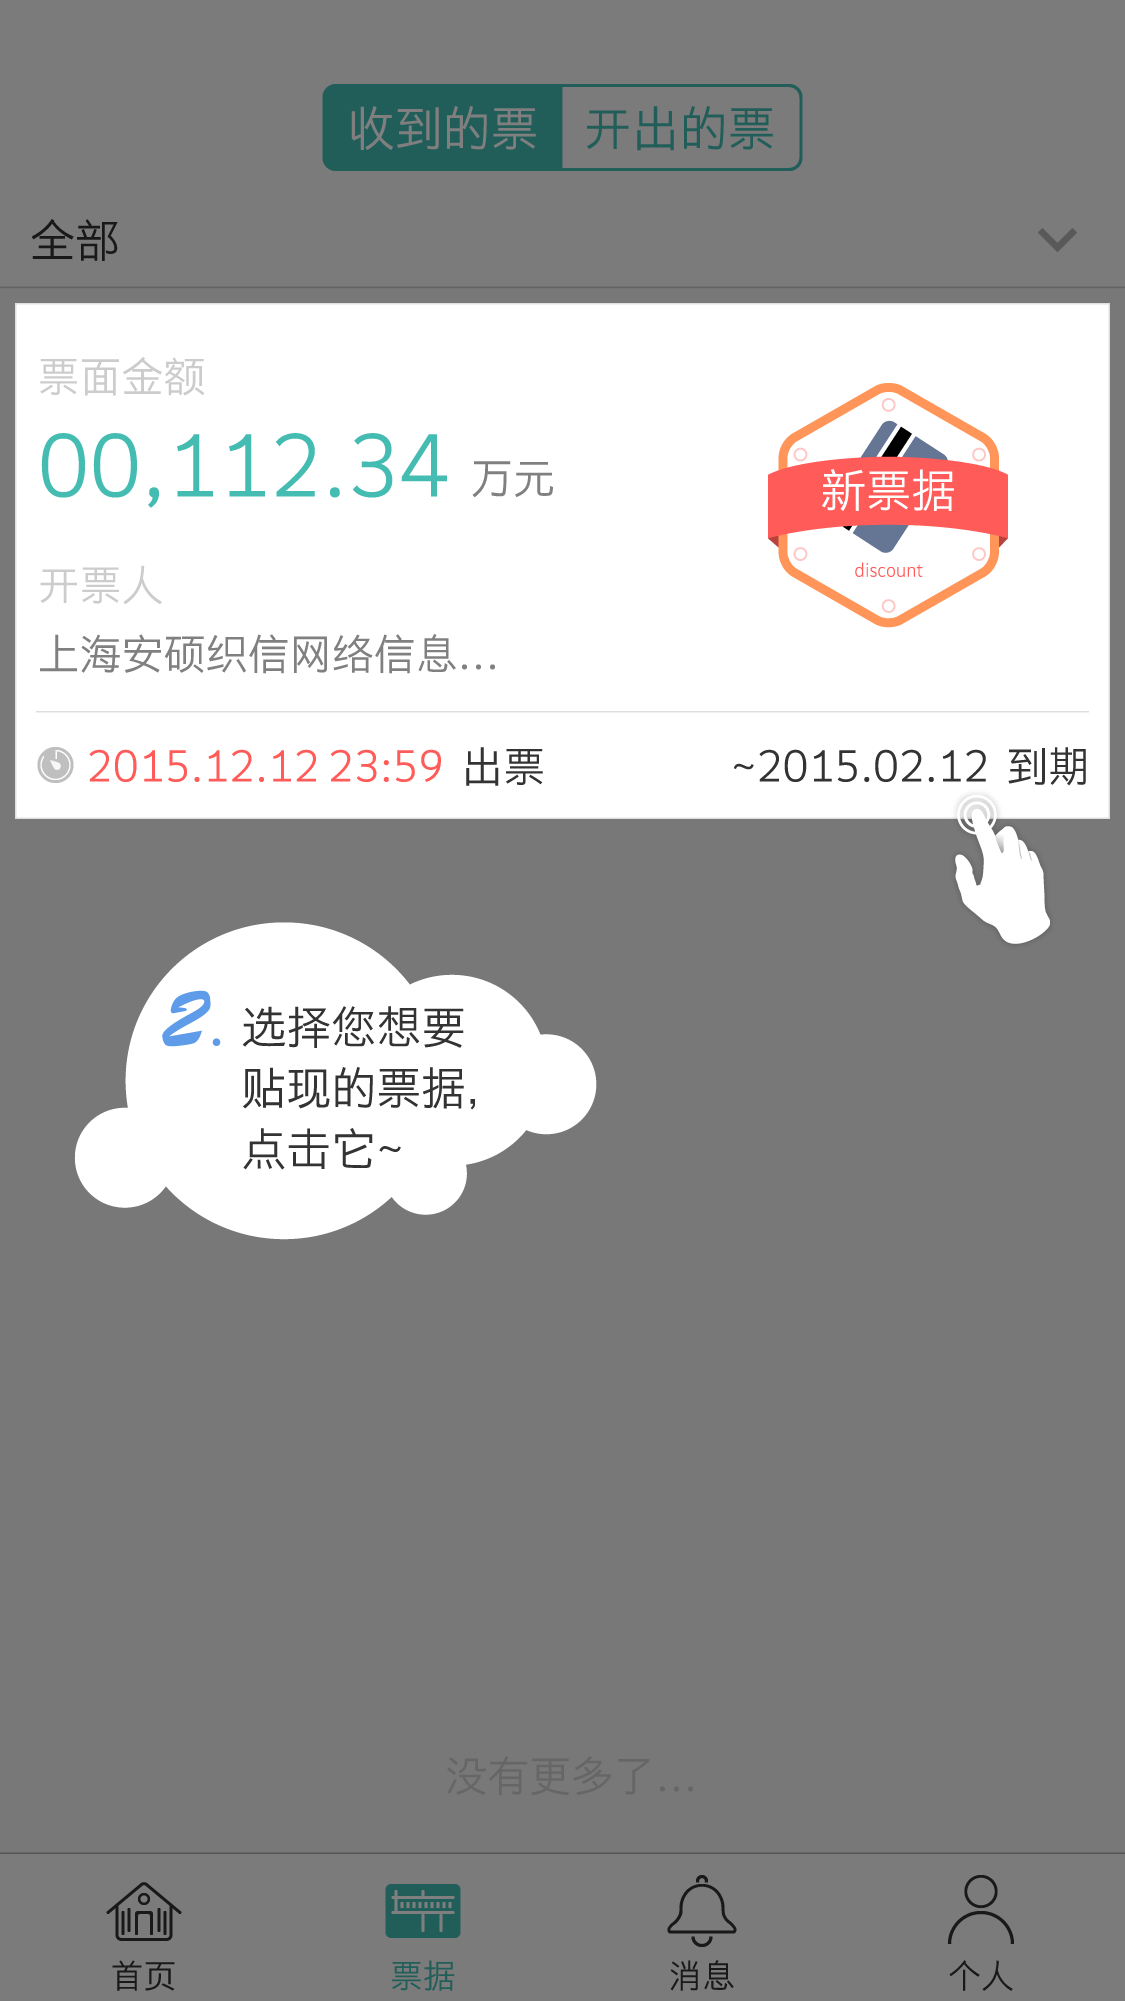 收到的票 开出的票
全部
票面金额
00,112.34 万元
新票据
discount
开票人
上海安硕织信网络信息...
2015.12.12 23:59 出票 ~2015.02.12 到期
2. 选择您想要
贴现的票据,
点击它~
没有更多了...
首页 票据 消息 个人